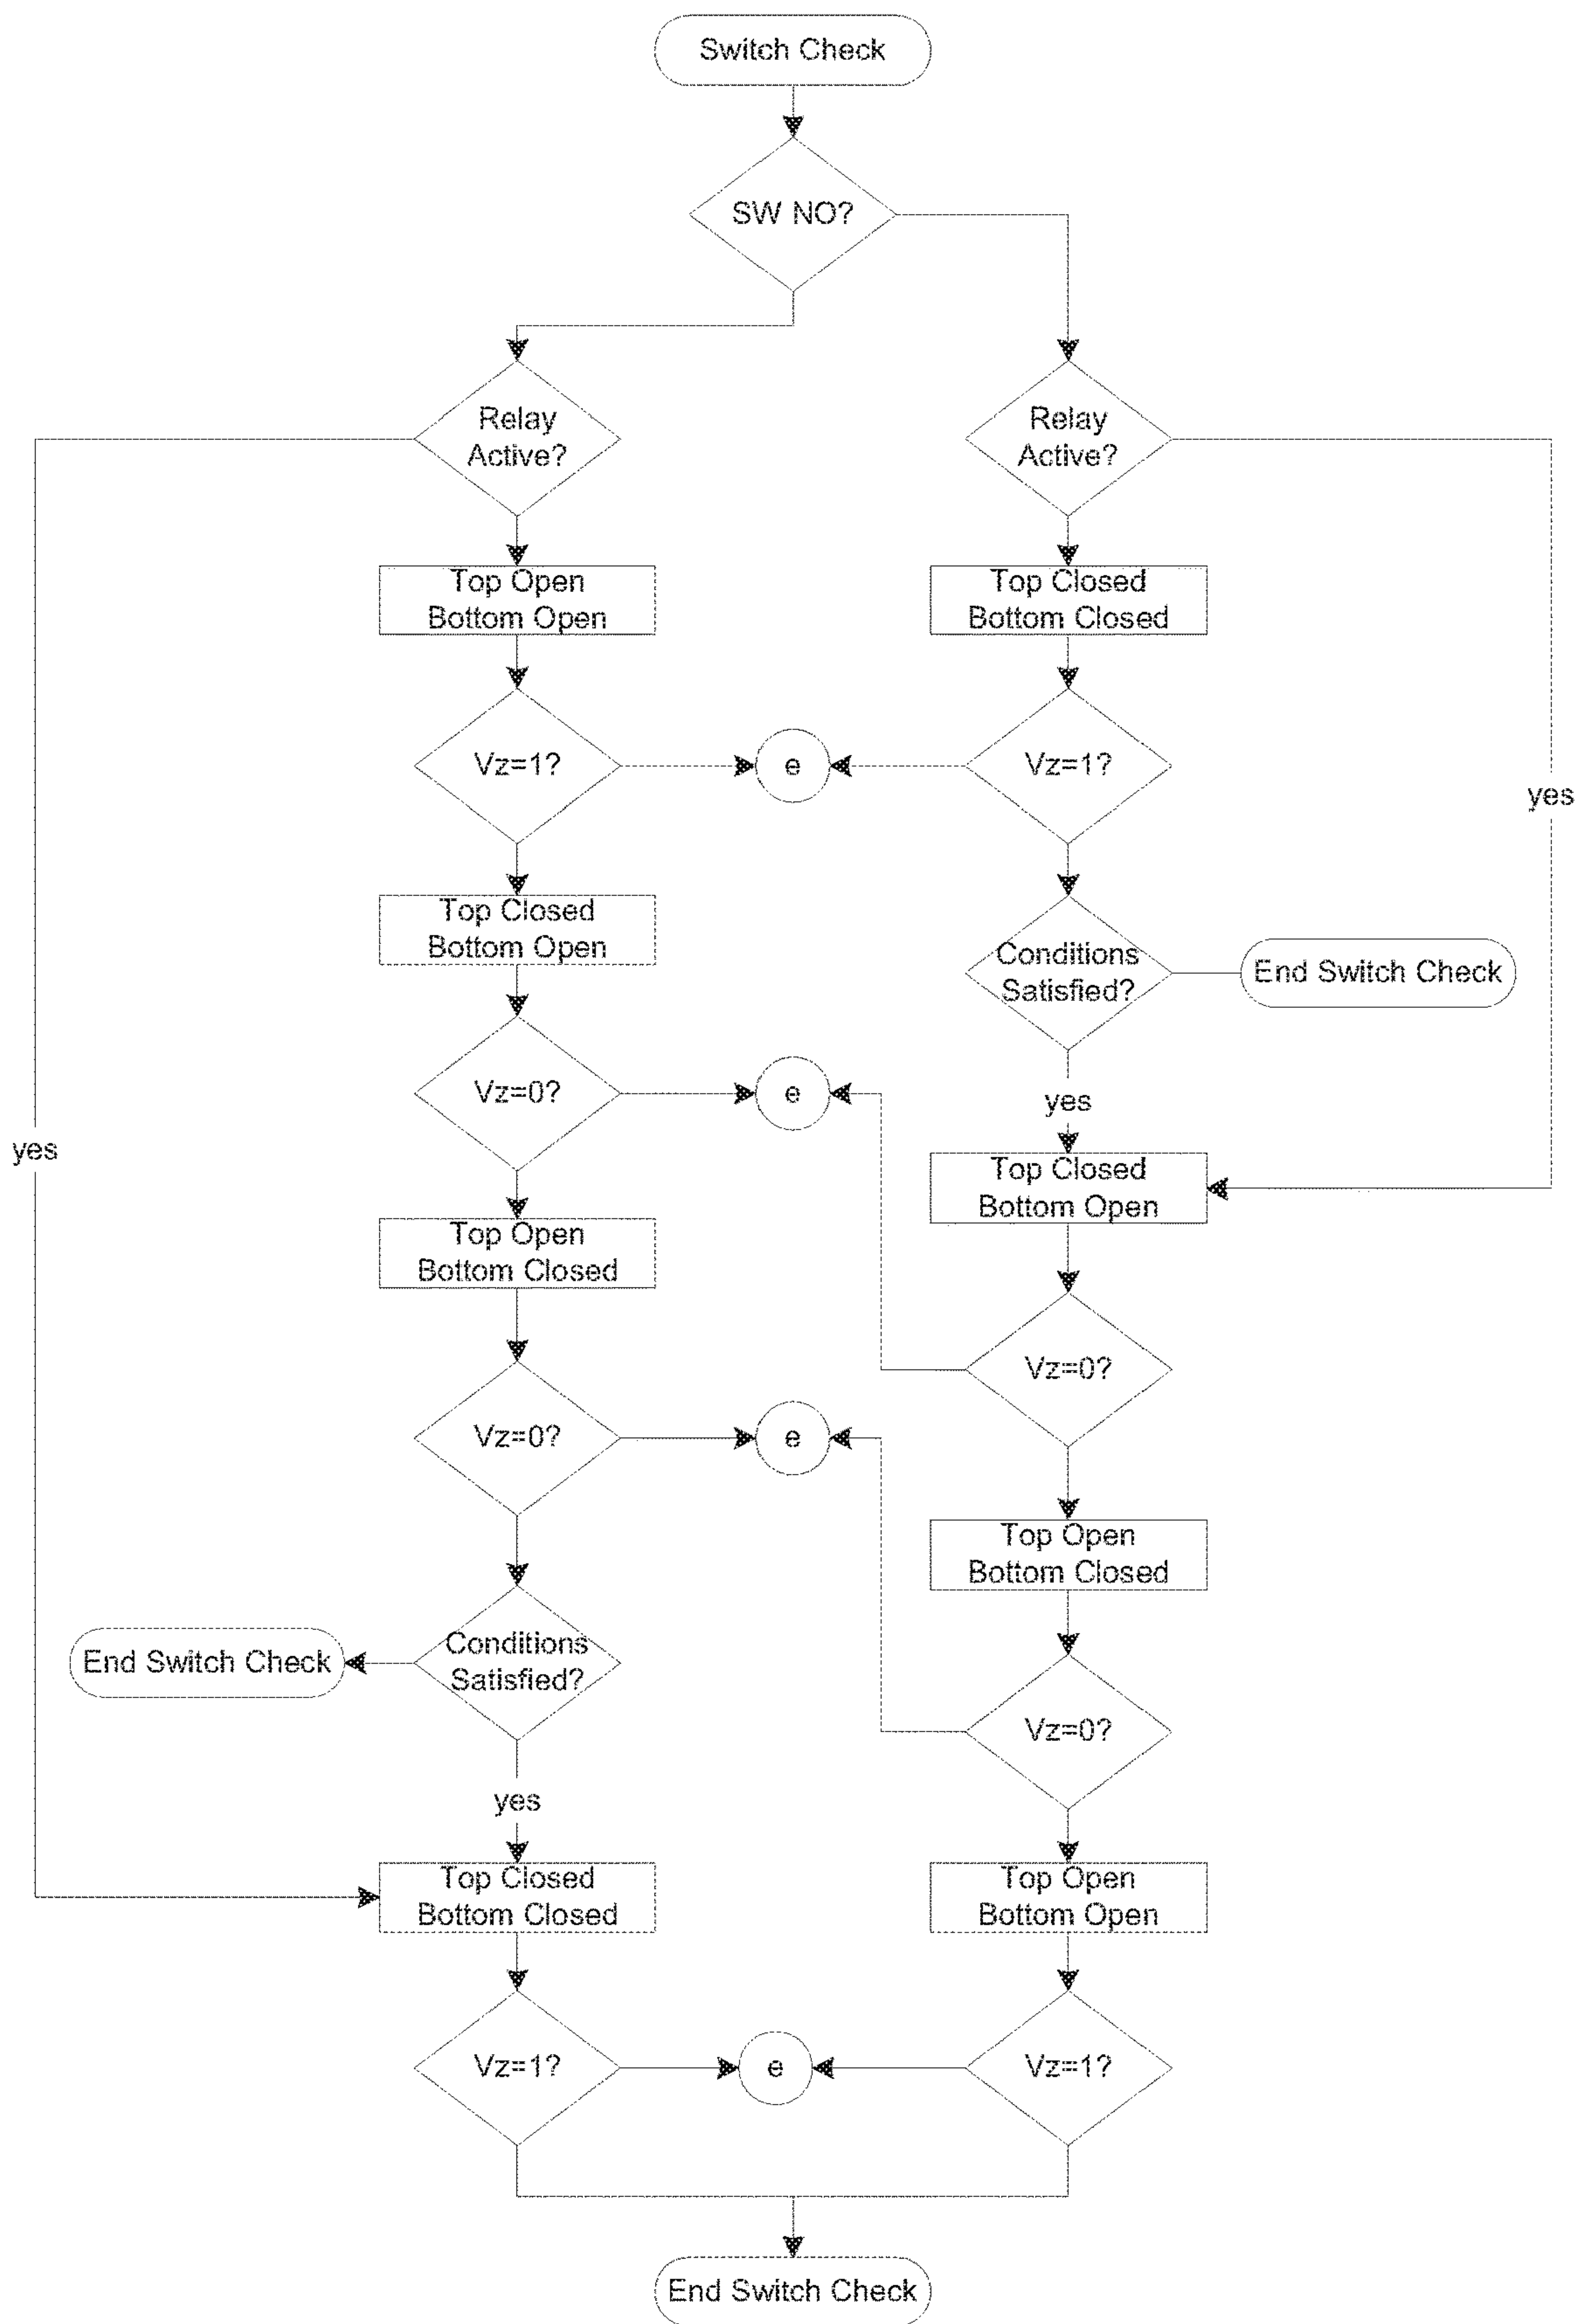 Switch Check
SW NO?
Relay
Active?
Relay
Active?
Top Open
Bottom Open
Top Closed
Bottom Closed
Vz=1?
e
Vz=1?
yes
Top Closed
Bottom Open
Conditions
Satisfied?
End Switch Check
Vz=0?
e
yes
yes
Top Closed
Bottom Open
Top Open
Bottom Closed
Vz=0?
Vz=0?
e
Top Open
Bottom Closed
End Switch Check
Conditions
Satisfied?
Vz=0?
yes
Top Closed
Bottom Closed
Top Open
Bottom Open
Vz=1?
e
Vz=1?
End Switch Check